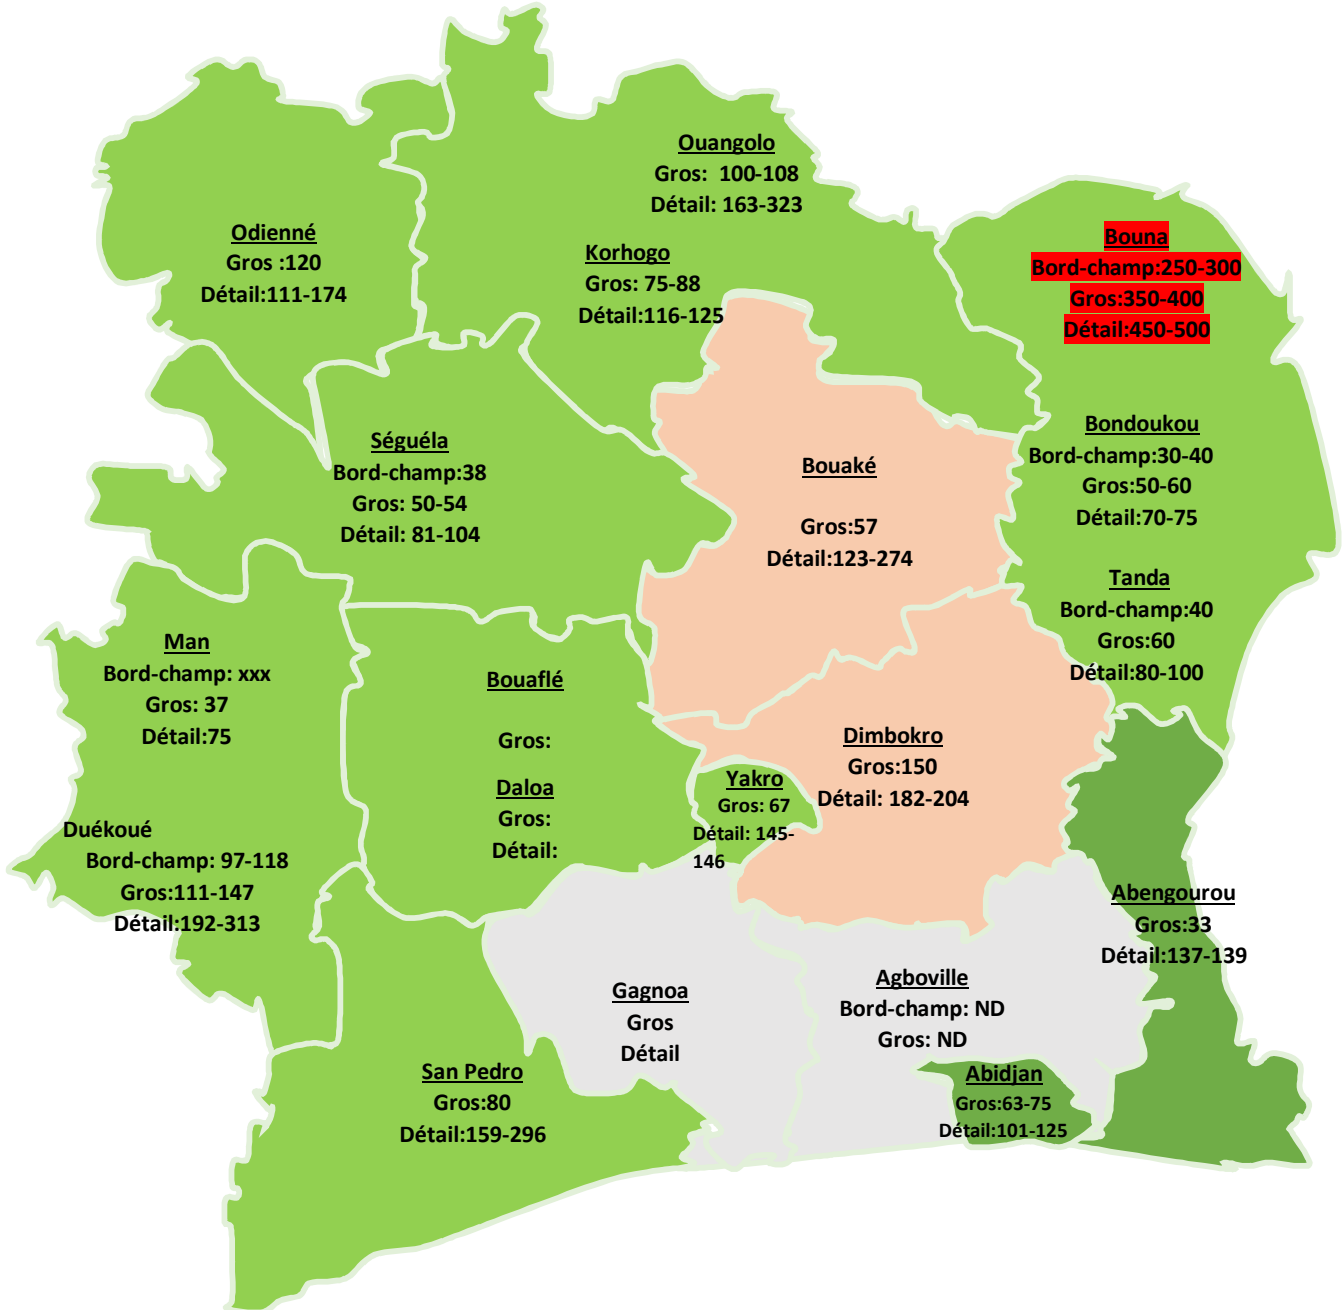 Ouangolo
Gros:  100-108
Détail: 163-323
Odienné
Gros :120
Détail:111-174
Korhogo
Gros: 75-88
Détail:116-125
Bouna
Bord-champ:250-300
Gros:350-400
Détail:450-500
Séguéla
Bord-champ:38
Gros: 50-54
Détail: 81-104
Bouaké
Gros:57
Détail:123-274
Bondoukou
Bord-champ:30-40
Gros:50-60
Détail:70-75
Tanda
Bord-champ:40
Gros:60
Détail:80-100
Man
Bord-champ: xxx
Gros: 37
Détail:75
Bouaflé
Gros:
Daloa
Gros:
Détail:
Yakro
Gros: 67
Détail: 145-
146
Dimbokro
Gros:150
Détail: 182-204
Duékoué
Bord-champ: 97-118
Gros:111-147
Détail:192-313
Abengourou
Gros:33
Détail:137-139
Gagnoa
Gros
Détail
Agboville
Bord-champ: ND
Gros: ND
San Pedro
Gros:80
Détail:159-296
Abidjan
Gros:63-75
Détail:101-125